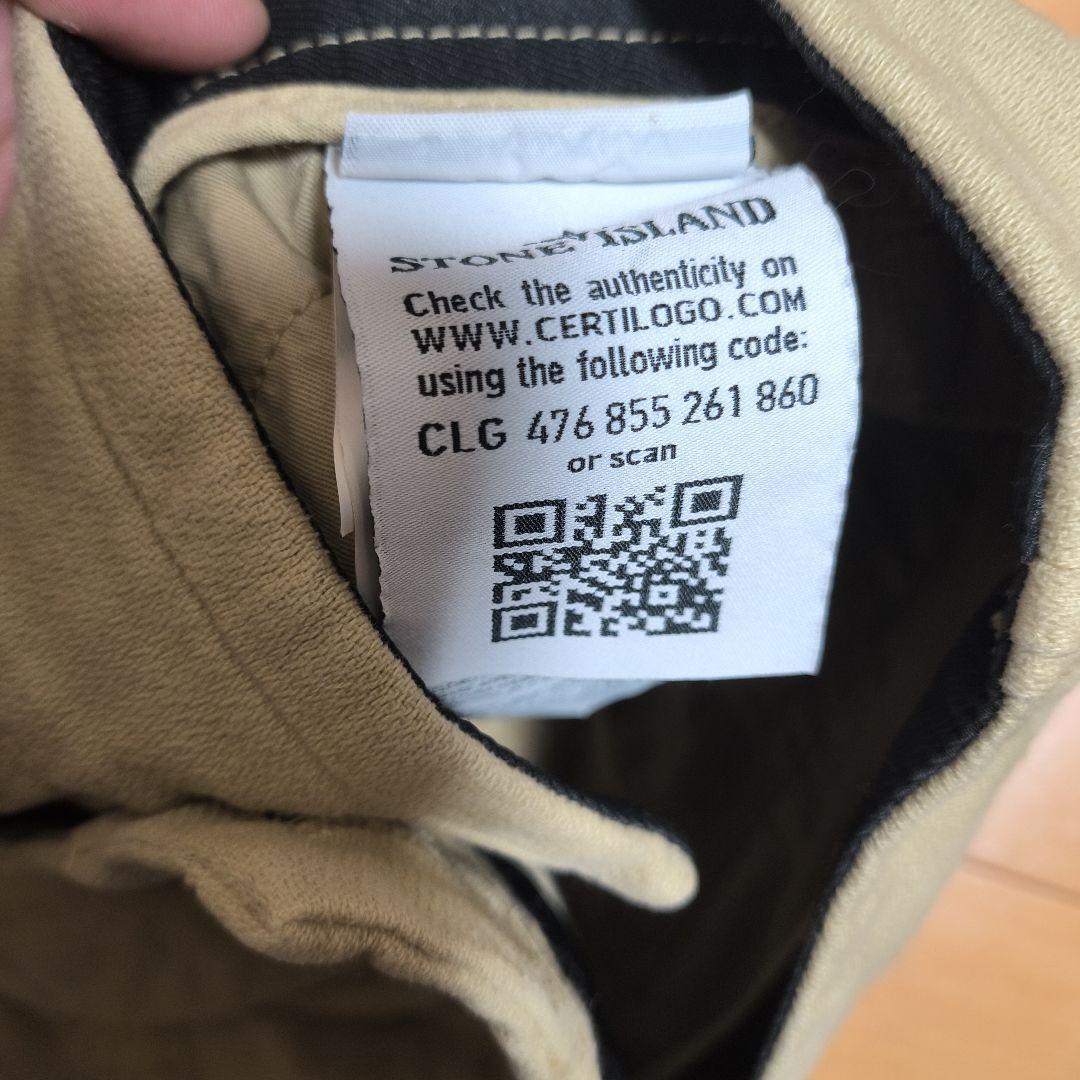 STONE ISLAND
Check the authenticity on
WWW.CERTILOGO.COM
using the following code:
CLG 476 855 261 860
or scan